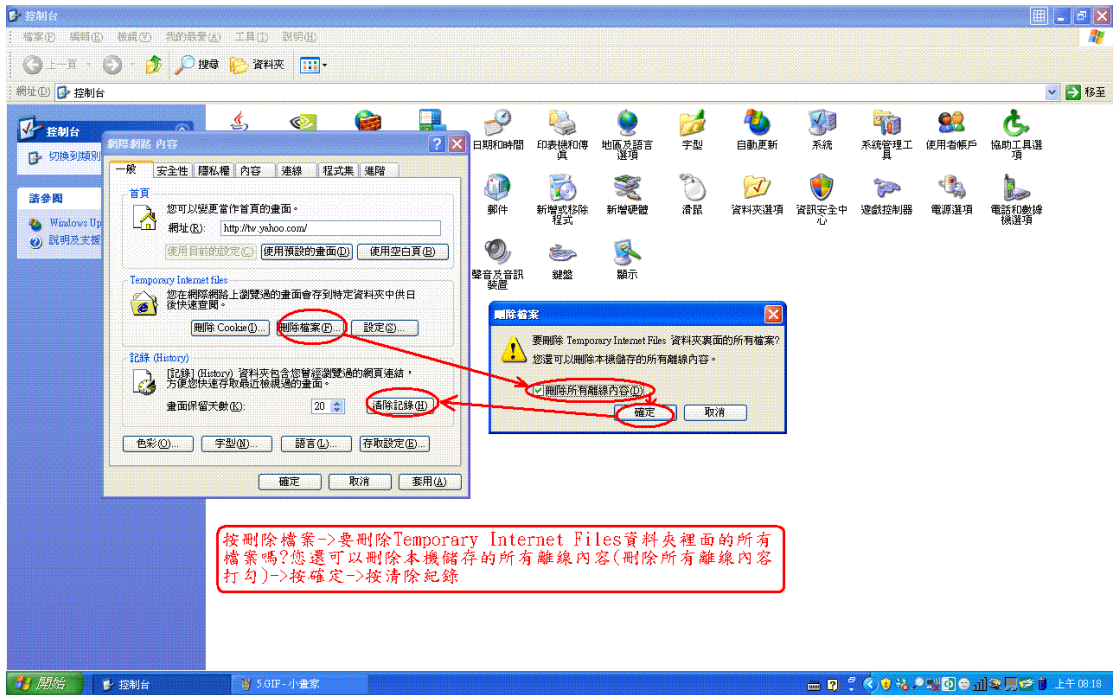 控制台
檔案(F) 編輯(E) 檢視(V) 我的最愛(A) 工具(T) 說明(H)
上一頁 搜尋 資料夾
網址(D) 控制台 移至
控制台
切換到類別
請參閱
Windows Up
說明及支援
日期和時間 印表機和傳真 地區及語言選項 字型 自動更新 系統 系統管理工具 使用者帳戶 協助工具選項
郵件 新增或移除程式 新增硬體 滑鼠 資料夾選項 資訊安全中心 遊戲控制器 電源選項 電話和數據機選項
聲音及音訊裝置 鍵盤 顯示
網際網路 內容
一般 安全性 隱私權 內容 連線 程式集 進階
首頁
您可以變更當作首頁的畫面。
網址(R): http://tw.yahoo.com/
使用目前的設定(C) 使用預設的畫面(D) 使用空白頁(B)
Temporary Internet files
您在網際網路上瀏覽過的畫面會存到特定資料夾中供日
後快速查閱。
刪除 Cookie(I)... 刪除檔案(F)... 設定(S)...
記錄 (History)
[記錄] (History) 資料夾包含您曾經瀏覽過的網頁連結，
方便您快速存取最近檢視過的畫面。
畫面保留天數(K): 20 清除記錄(H)
色彩(O)... 字型(N)... 語言(L)... 存取設定(E)...
確定 取消 套用(A)
刪除檔案
要刪除 Temporary Internet Files 資料夾裏面的所有檔案?
您還可以刪除本機儲存的所有離線內容。
刪除所有離線內容(D)
確定 取消
按刪除檔案->要刪除Temporary Internet Files資料夾裡面的所有
檔案嗎?您還可以刪除本機儲存的所有離線內容(刪除所有離線內容
打勾)->按確定->按清除紀錄
開始 控制台 5.GIF - 小畫家 上午 08:18